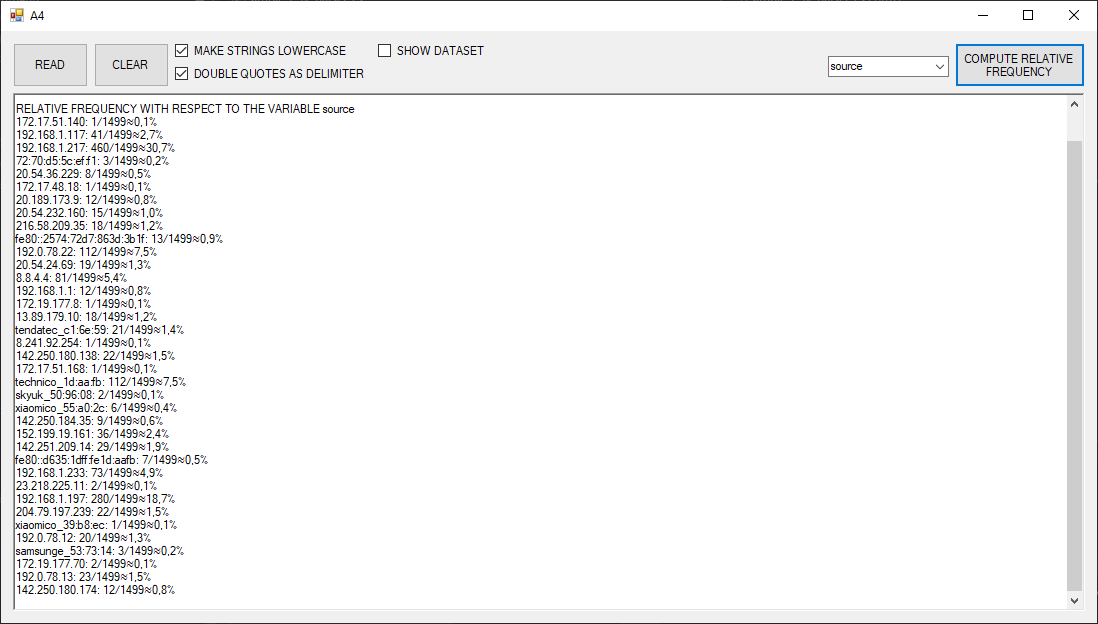 A4
READ
CLEAR
MAKE STRINGS LOWERCASE
SHOW DATASET
DOUBLE QUOTES AS DELIMITER
source
COMPUTE RELATIVE
FREQUENCY
RELATIVE FREQUENCY WITH RESPECT TO THE VARIABLE source
172.17.51.140: 1/1499≈0,1%
192.168.1.117: 41/1499≈2,7%
192.168.1.217: 460/1499≈30,7%
72:70:d5:5c:ef:f1: 3/1499≈0,2%
20.54.36.229: 8/1499≈0,5%
172.17.48.18: 1/1499≈0,1%
20.189.173.9: 12/1499≈0,8%
20.54.232.160: 15/1499≈1,0%
216.58.209.35: 18/1499≈1,2%
fe80::2574:72d7:863d:3b1f: 13/1499≈0,9%
192.0.78.22: 112/1499≈7,5%
20.54.24.69: 19/1499≈1,3%
8.8.4.4: 81/1499≈5,4%
192.168.1.1: 12/1499≈0,8%
172.19.177.8: 1/1499≈0,1%
13.89.179.10: 18/1499≈1,2%
tendatec_c1:6e:59: 21/1499≈1,4%
8.241.92.254: 1/1499≈0,1%
142.250.180.138: 22/1499≈1,5%
172.17.51.168: 1/1499≈0,1%
technico_1d:aa:fb: 112/1499≈7,5%
skyuk_50:96:08: 2/1499≈0,1%
xiaomico_55:a0:2c: 6/1499≈0,4%
142.250.184.35: 9/1499≈0,6%
152.199.19.161: 36/1499≈2,4%
142.251.209.14: 29/1499≈1,9%
fe80::d635:1dff:fe1d:aafb: 7/1499≈0,5%
192.168.1.233: 73/1499≈4,9%
23.218.225.11: 2/1499≈0,1%
192.168.1.197: 280/1499≈18,7%
204.79.197.239: 22/1499≈1,5%
xiaomico_39:b8:ec: 1/1499≈0,1%
192.0.78.12: 20/1499≈1,3%
samsunge_53:73:14: 3/1499≈0,2%
172.19.177.70: 2/1499≈0,1%
192.0.78.13: 23/1499≈1,5%
142.250.180.174: 12/1499≈0,8%